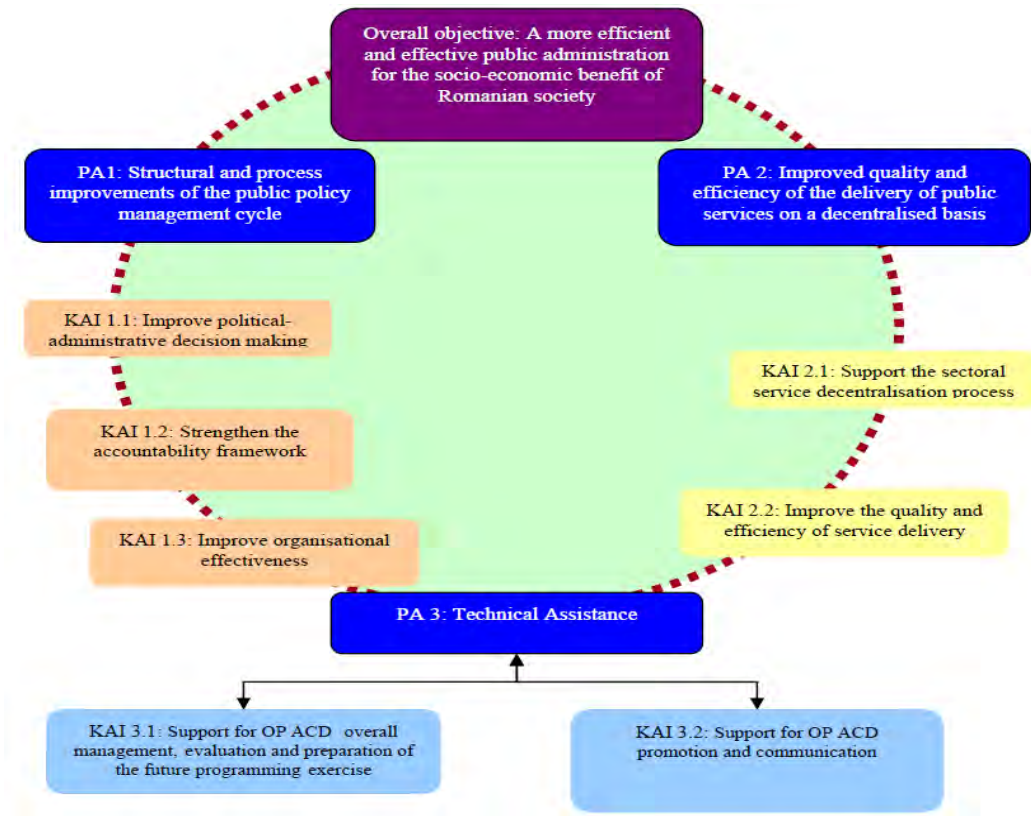 Overall objective: A more efficient
and effective public administration
for the socio-economic benefit of
Romanian society
PA1: Structural and process
improvements of the public policy
management cycle
PA 2: Improved quality and
efficiency of the delivery of public
services on a decentralised basis
KAI 1.1: Improve political-
administrative decision making
KAI 2.1: Support the sectoral
service decentralisation process
KAI 1.2: Strengthen the
accountability framework
KAI 2.2: Improve the quality and
efficiency of service delivery
KAI 1.3: Improve organisational
effectiveness
PA 3: Technical Assistance
KAI 3.1: Support for OP ACD overall
management, evaluation and preparation of
the future programming exercise
KAI 3.2: Support for OP ACD
promotion and communication